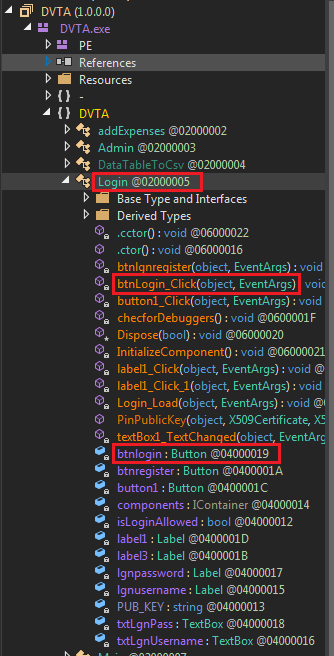 DVTA (1.0.0.0)
DVTA.exe
PE
References
Resources
-
DVTA
addExpenses @02000002
Admin @02000003
DataTableToCsv @02000004
Login @02000005
Base Type and Interfaces
Derived Types
.cctor() : void @06000022
.ctor() : void @06000016
btnlgnregister(object, EventArgs) : void
btnLogin_Click(object, EventArgs)
button1_Click(object, EventArgs) : void
checforDebuggers() : void @0600001F
Dispose(bool) : void @06000020
InitializeComponent() : void @06000021
label1_Click(object, EventArgs) : void
label1_Click_1(object, EventArgs) : void
Login_Load(object, EventArgs) : void
PinPublicKey(object, X509Certificate, X5
textBox1_TextChanged(object, EventArgs)
btnlogin : Button @04000019
btnregister : Button @0400001A
button1 : Button @0400001C
components : IContainer @04000014
isLoginAllowed : bool @04000012
label1 : Label @0400001D
label3 : Label @0400001B
lgnpassword : Label @04000017
lgnusername : Label @04000015
PUB_KEY : string @04000013
txtLgnPass : TextBox @04000018
txtLgnUsername : TextBox @04000016